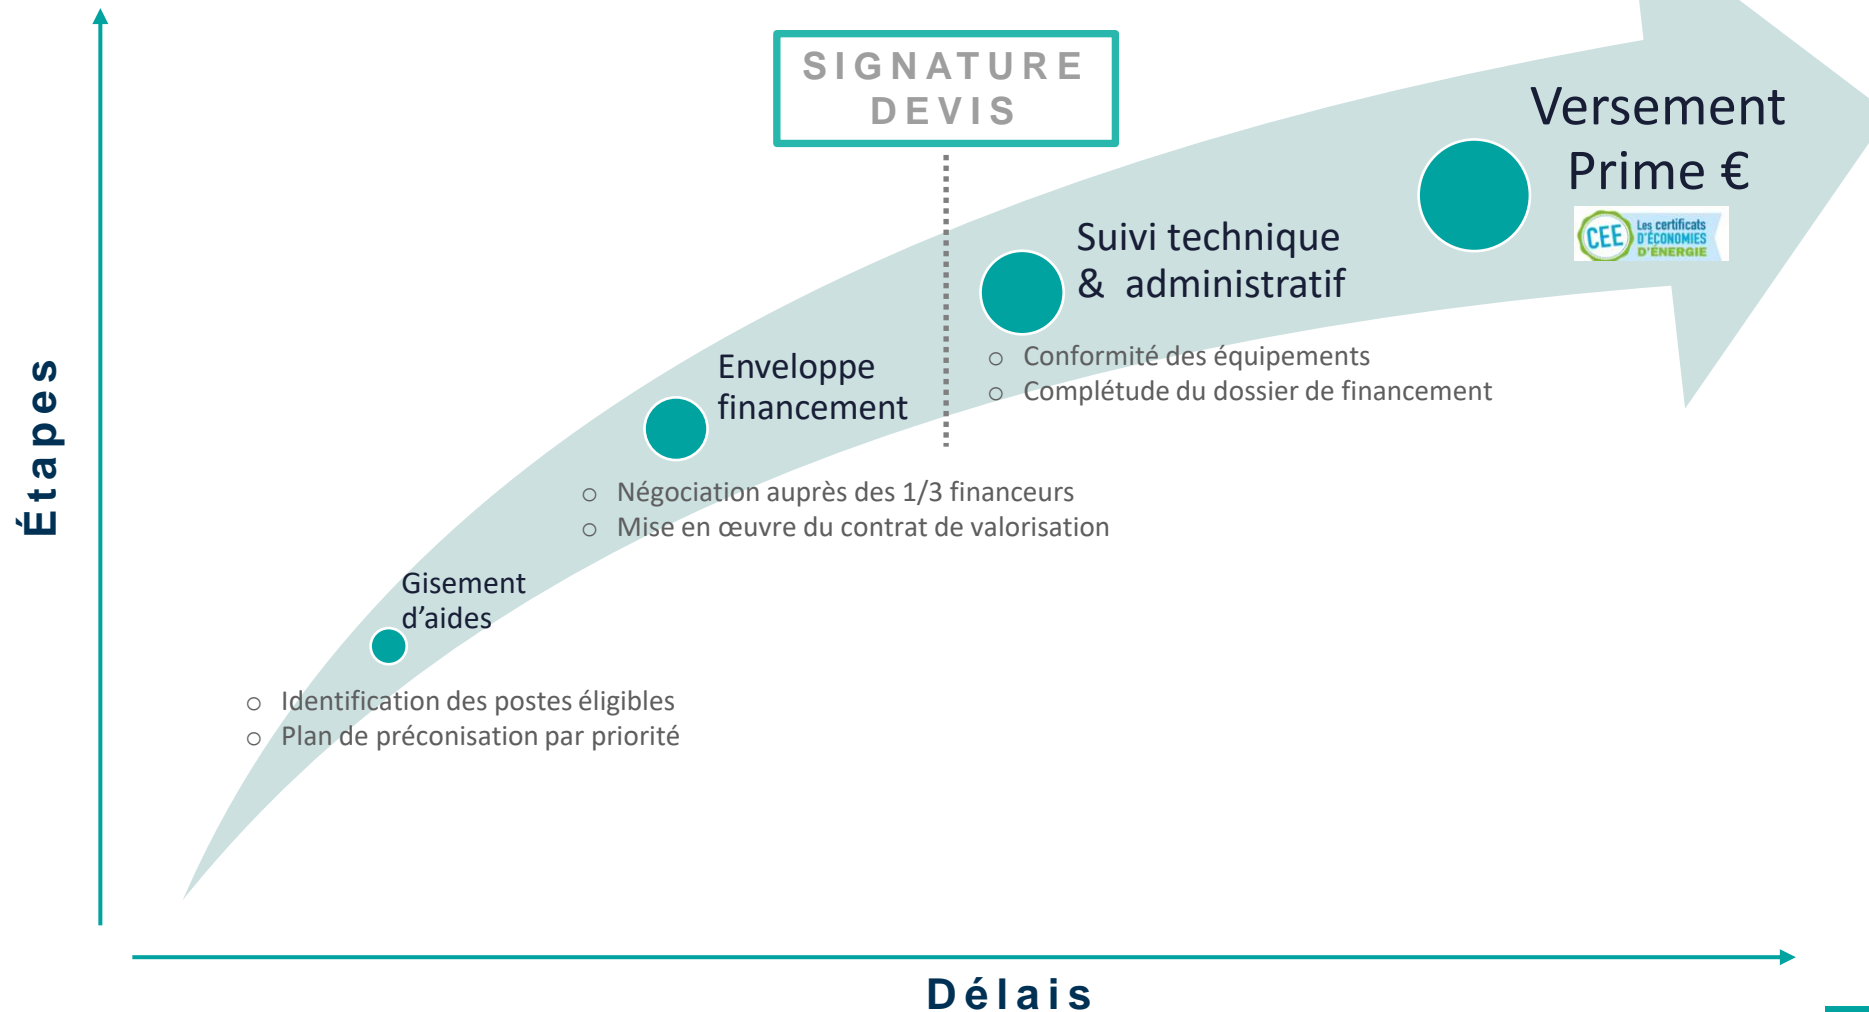 SIGNATURE
DEVIS
Versement
Prime €
CEE
Les certificats
D'ÉCONOMIES
D'ÉNERGIE
Suivi technique
& administratif
o Conformité des équipements
o Complétude du dossier de financement
Enveloppe
financement
o Négociation auprès des 1/3 financeurs
o Mise en œuvre du contrat de valorisation
Gisement
d’aides
o Identification des postes éligibles
o Plan de préconisation par priorité
Étapes
Délais